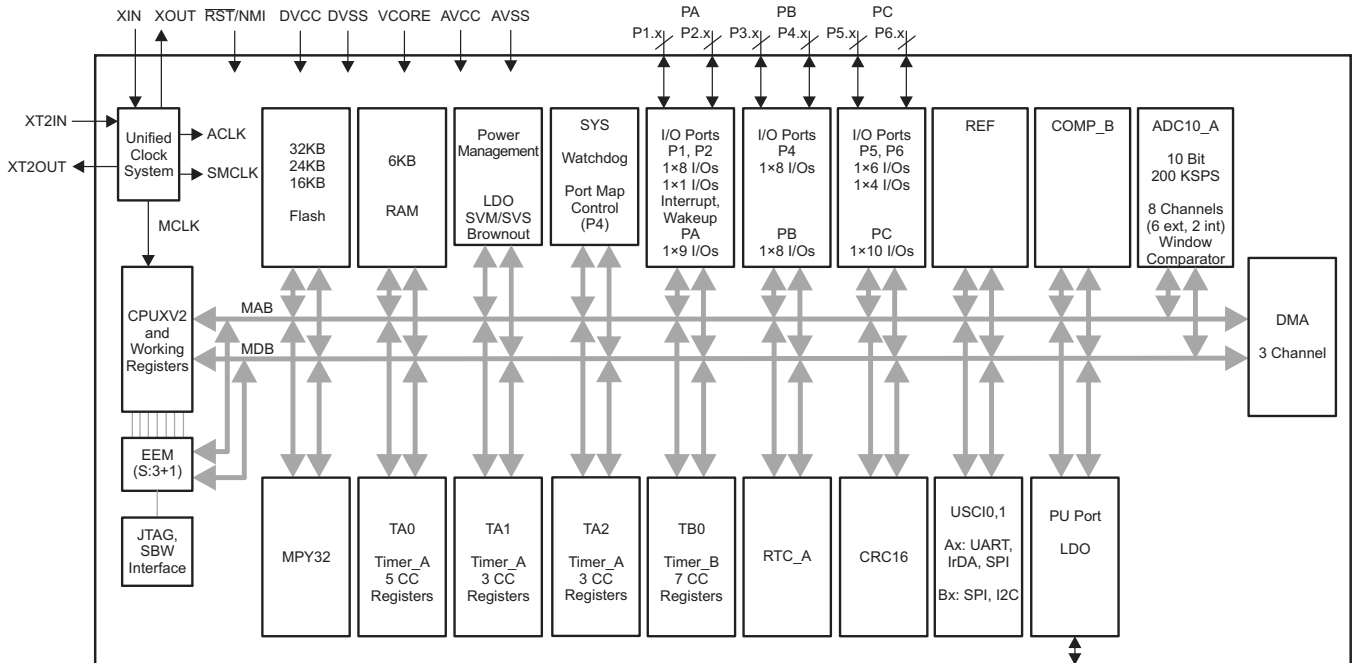 XIN XOUT RST/NMI DVCC DVSS VCORE AVCC AVSS
PA PB PC
P1.x P2.x P3.x P4.x P5.x P6.x
XT2IN
XT2OUT
Unified
Clock
System
ACLK
SMCLK
MCLK
32KB
24KB
16KB
Flash
6KB
RAM
Power
Management
LDO
SVM/SVS
Brownout
SYS
Watchdog
Port Map
Control
(P4)
I/O Ports
P1, P2
1×8 I/Os
1×1 I/Os
Interrupt,
Wakeup
PA
1×9 I/Os
I/O Ports
P4
1×8 I/Os
PB
1×8 I/Os
I/O Ports
P5, P6
1×6 I/Os
1×4 I/Os
PC
1×10 I/Os
REF
COMP_B
ADC10_A
10 Bit
200 KSPS
8 Channels
(6 ext, 2 int)
Window
Comparator
CPUXV2
and
Working
Registers
MAB
MDB
DMA
3 Channel
EEM
(S:3+1)
JTAG,
SBW
Interface
MPY32
TA0
Timer_A
5 CC
Registers
TA1
Timer_A
3 CC
Registers
TA2
Timer_A
3 CC
Registers
TB0
Timer_B
7 CC
Registers
RTC_A
CRC16
USCI0,1
Ax: UART,
IrDA, SPI
Bx: SPI, I2C
PU Port
LDO